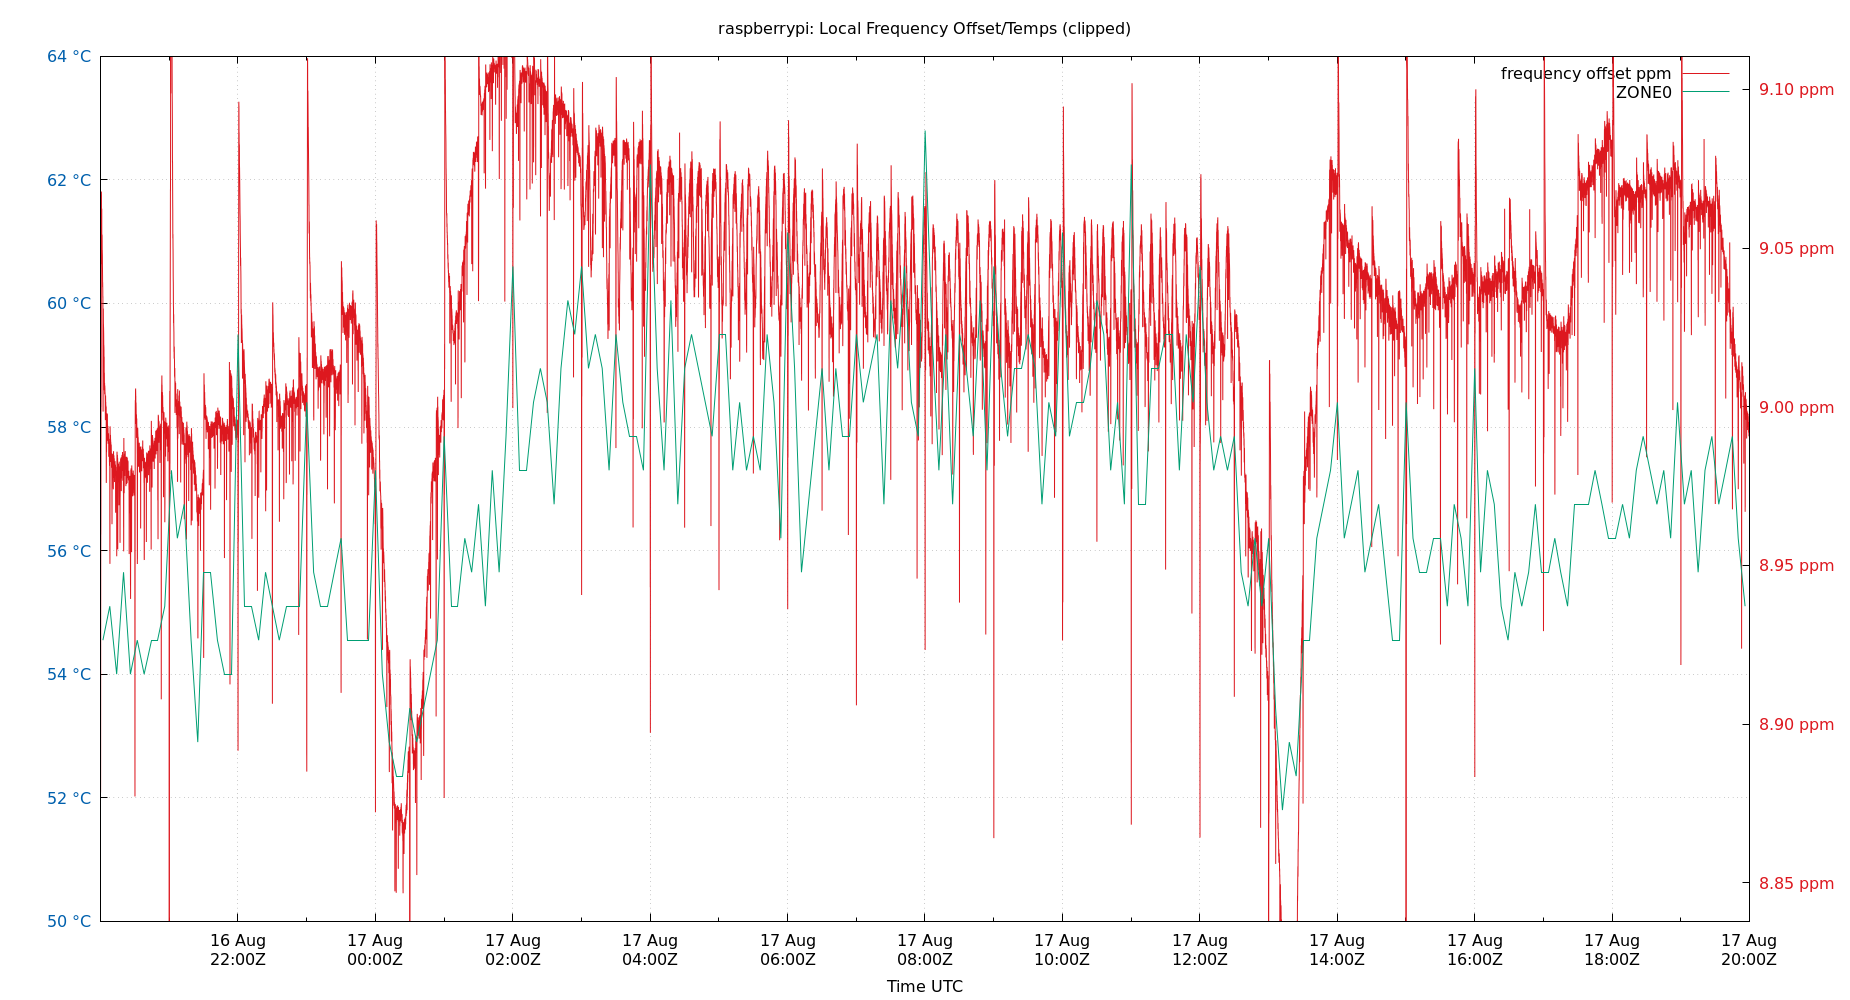 raspberrypi: Local Frequency Offset/Temps (clipped)
64 °C
62 °C
60 °C
58 °C
56 °C
54 °C
52 °C
50 °C
frequency offset ppm
ZONE0
9.10 ppm
9.05 ppm
9.00 ppm
8.95 ppm
8.90 ppm
8.85 ppm
16 Aug
22:00Z
17 Aug
00:00Z
17 Aug
02:00Z
17 Aug
04:00Z
17 Aug
06:00Z
17 Aug
08:00Z
17 Aug
10:00Z
17 Aug
12:00Z
17 Aug
14:00Z
17 Aug
16:00Z
17 Aug
18:00Z
17 Aug
20:00Z
Time UTC